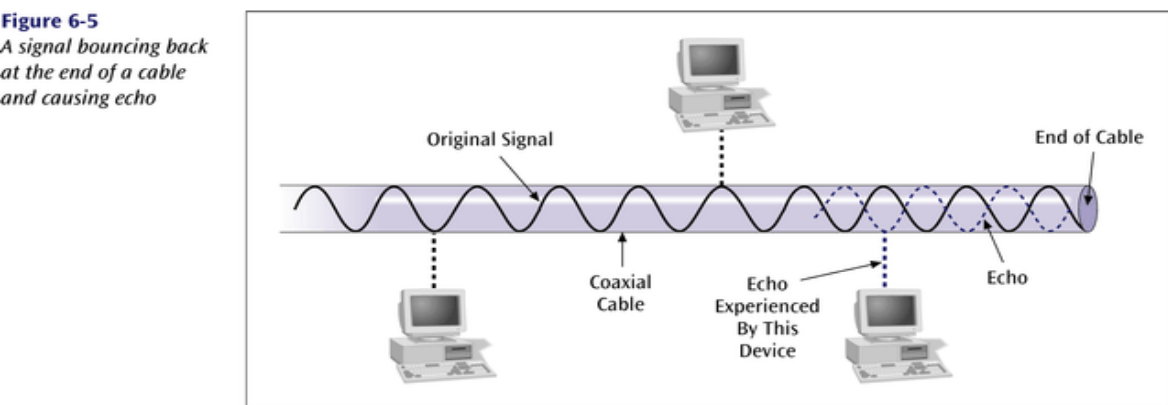 Figure 6-5
A signal bouncing back
at the end of a cable
and causing echo
Original Signal
End of Cable
Coaxial
Cable
Echo
Experienced
By This
Device
Echo